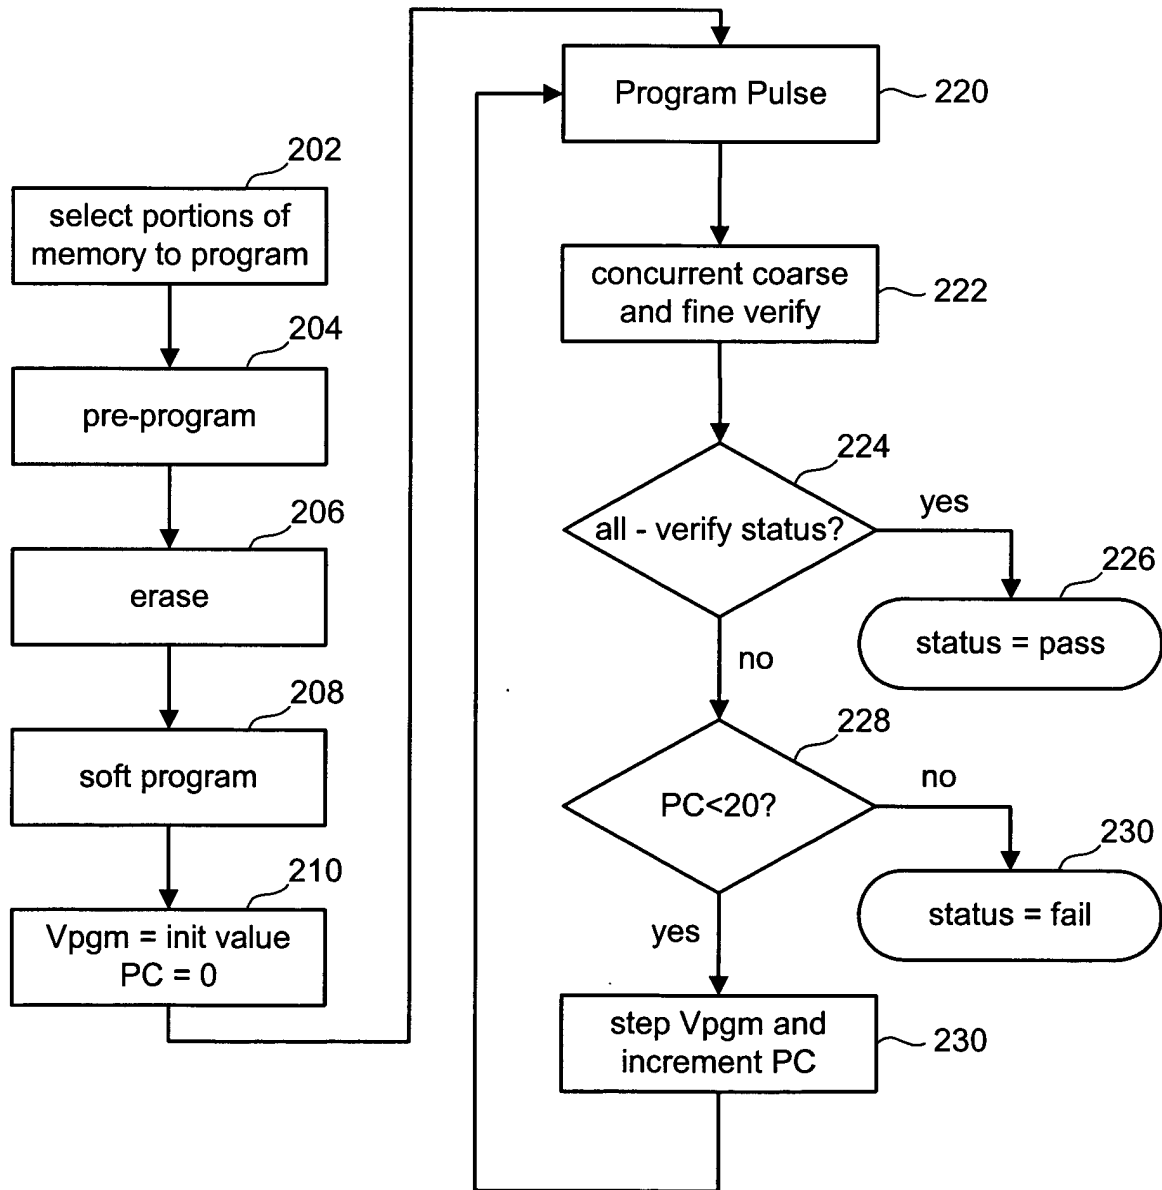 202
select portions of
memory to program
204
pre-program
206
erase
208
soft program
210
Vpgm = init value
PC = 0
Program Pulse
220
concurrent coarse
and fine verify
222
224
all - verify status?
yes
226
status = pass
no
228
PC<20?
no
230
status = fail
yes
step Vpgm and
increment PC
230